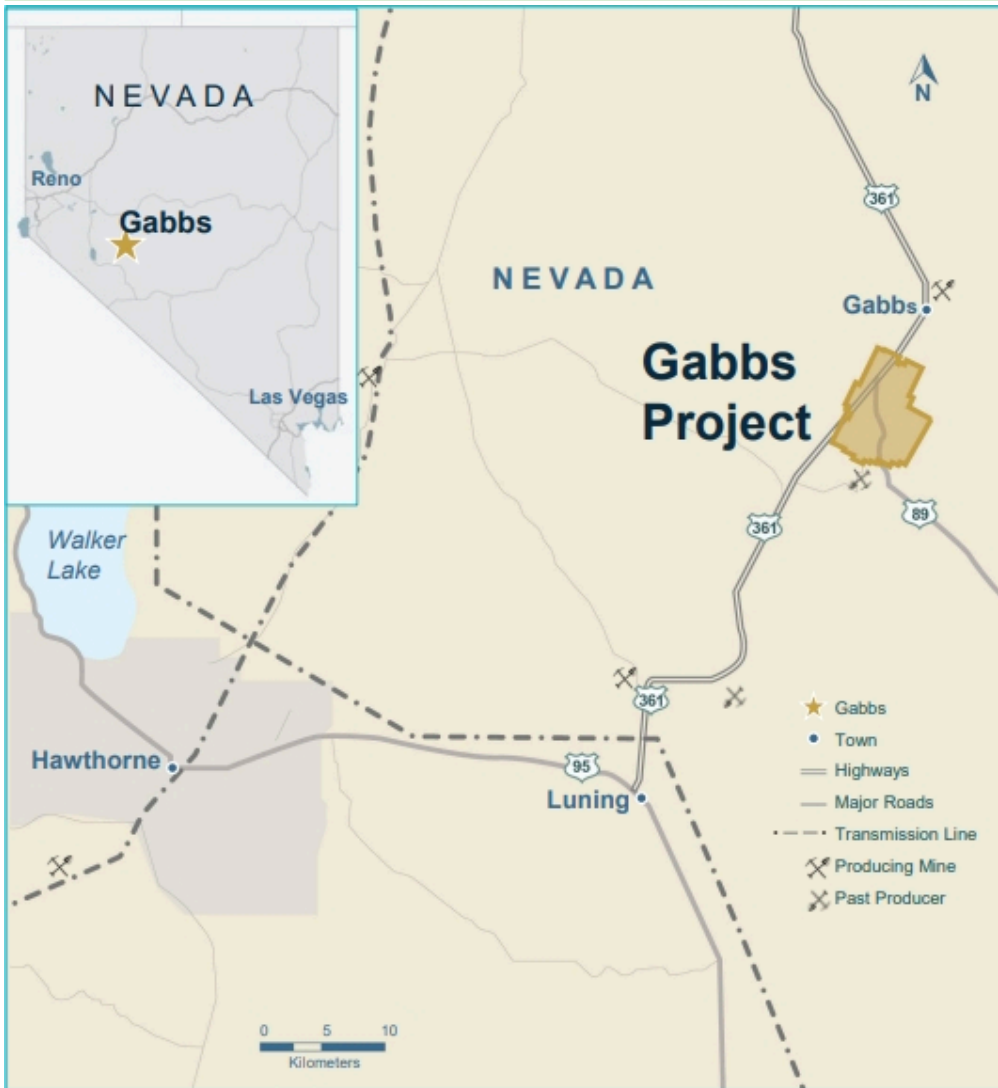 NEVADA
Reno
Gabbs
Las Vegas
N
361
NEVADA
Gabbs
Gabbs
Project
361
89
Walker
Lake
361
Hawthorne
95
Luning
Gabbs
Town
Highways
Major Roads
Transmission Line
Producing Mine
Past Producer
0 5 10
Kilometers